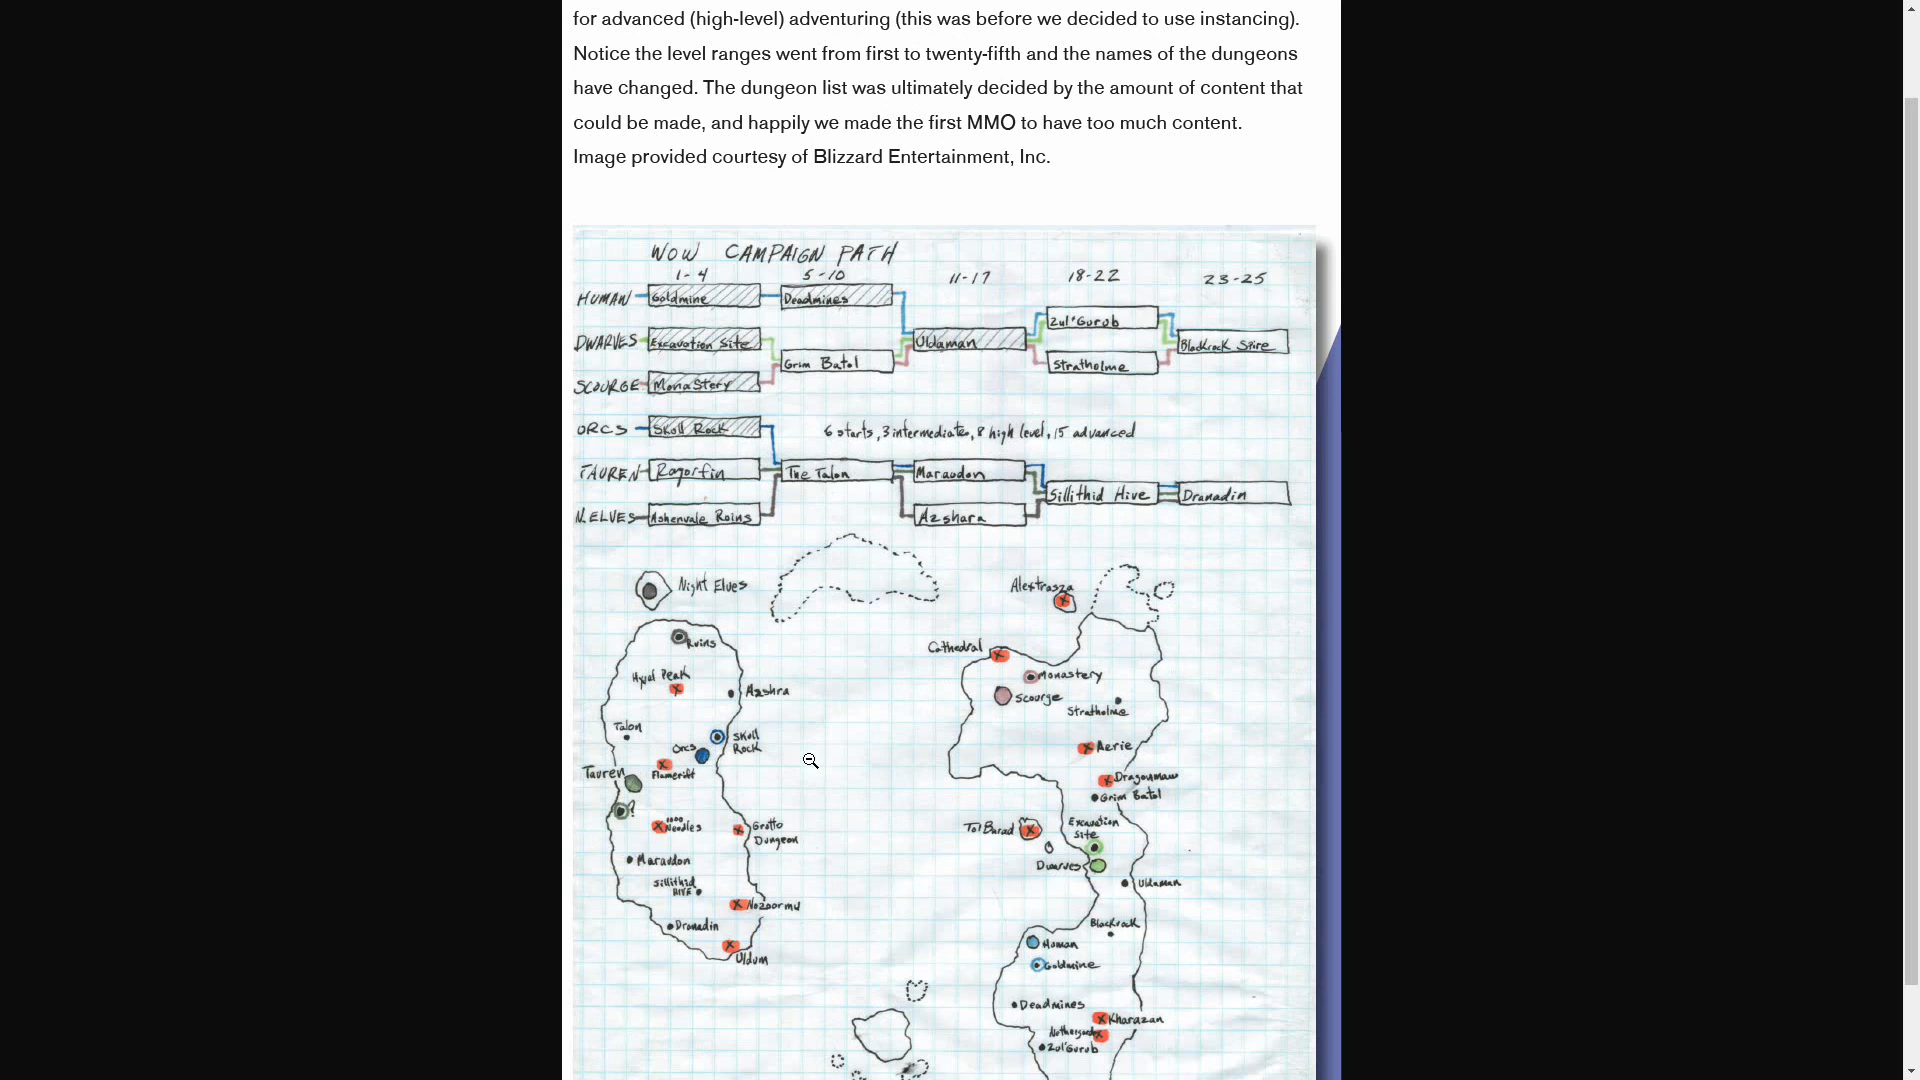 for advanced (high-level) adventuring (this was before we decided to use instancing).
Notice the level ranges went from first to twenty-fifth and the names of the dungeons
have changed. The dungeon list was ultimately decided by the amount of content that
could be made, and happily we made the first MMO to have too much content.
Image provided courtesy of Blizzard Entertainment, Inc.
WOW CAMPAIGN PATH
1-4 5-10 11-17 18-22 23-25
HUMAN Goldmine Deadmines
Zul'Gurub
DWARVES Excavation Site Uldaman Blackrock Spire
Grim Batol Stratholme
SCOURGE Monastery
ORCS Skull Rock 6 starts, 3 intermediate, 8 high level, 15 advanced
TAUREN Ragorfin The Talon Maraudon
Sillithid Hive Dranadin
N.ELVES Ashenvale Ruins Azshara
Night Elves Alextrasza
Ruins
Cathedral
Hyjal Peak Monastery
Azshra Scourge
Stratholme
Talon
Skull
Rock
Orcs Aerie
Tauren Flamerift Dragonmaw
Grim Batol
?
1000
Needles Grotto
Dungeon
Tol Barad Excavation
Site
Maraudon Dwarves
Sillithid
HIVE Uldaman
Nozdormu
Dranadin Blackrock
Human
Uldum Goldmine
Deadmines
Kharazan
Nethergarde
Zul'Gurub